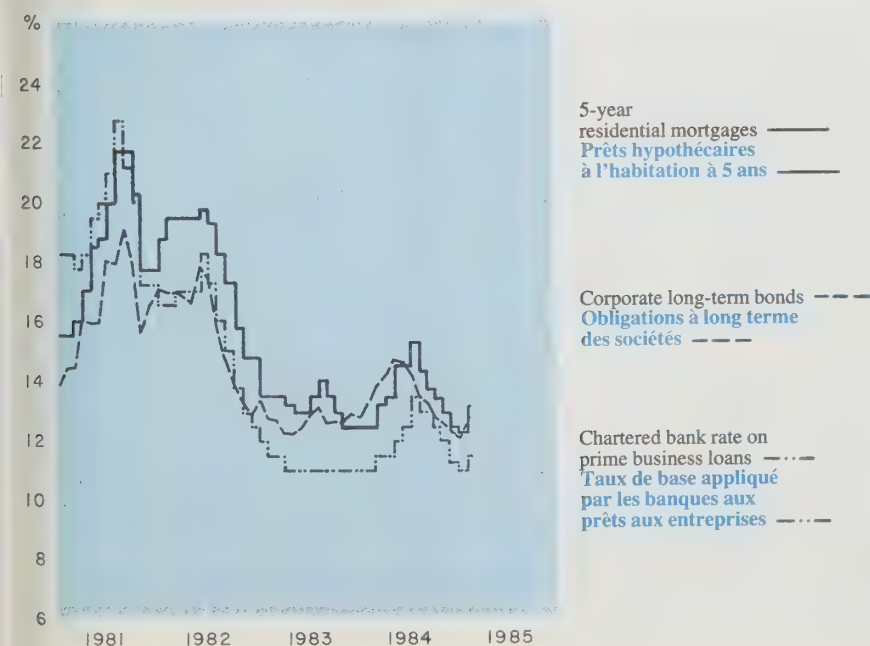 %
24
22
20
18
16
14
12
10
8
6
1981 1982 1983 1984 1985
5-year
residential mortgages
Prêts hypothécaires
à l'habitation à 5 ans
Corporate long-term bonds
Obligations à long terme
des sociétés
Chartered bank rate on
prime business loans
Taux de base appliqué
par les banques aux
prêts aux entreprises